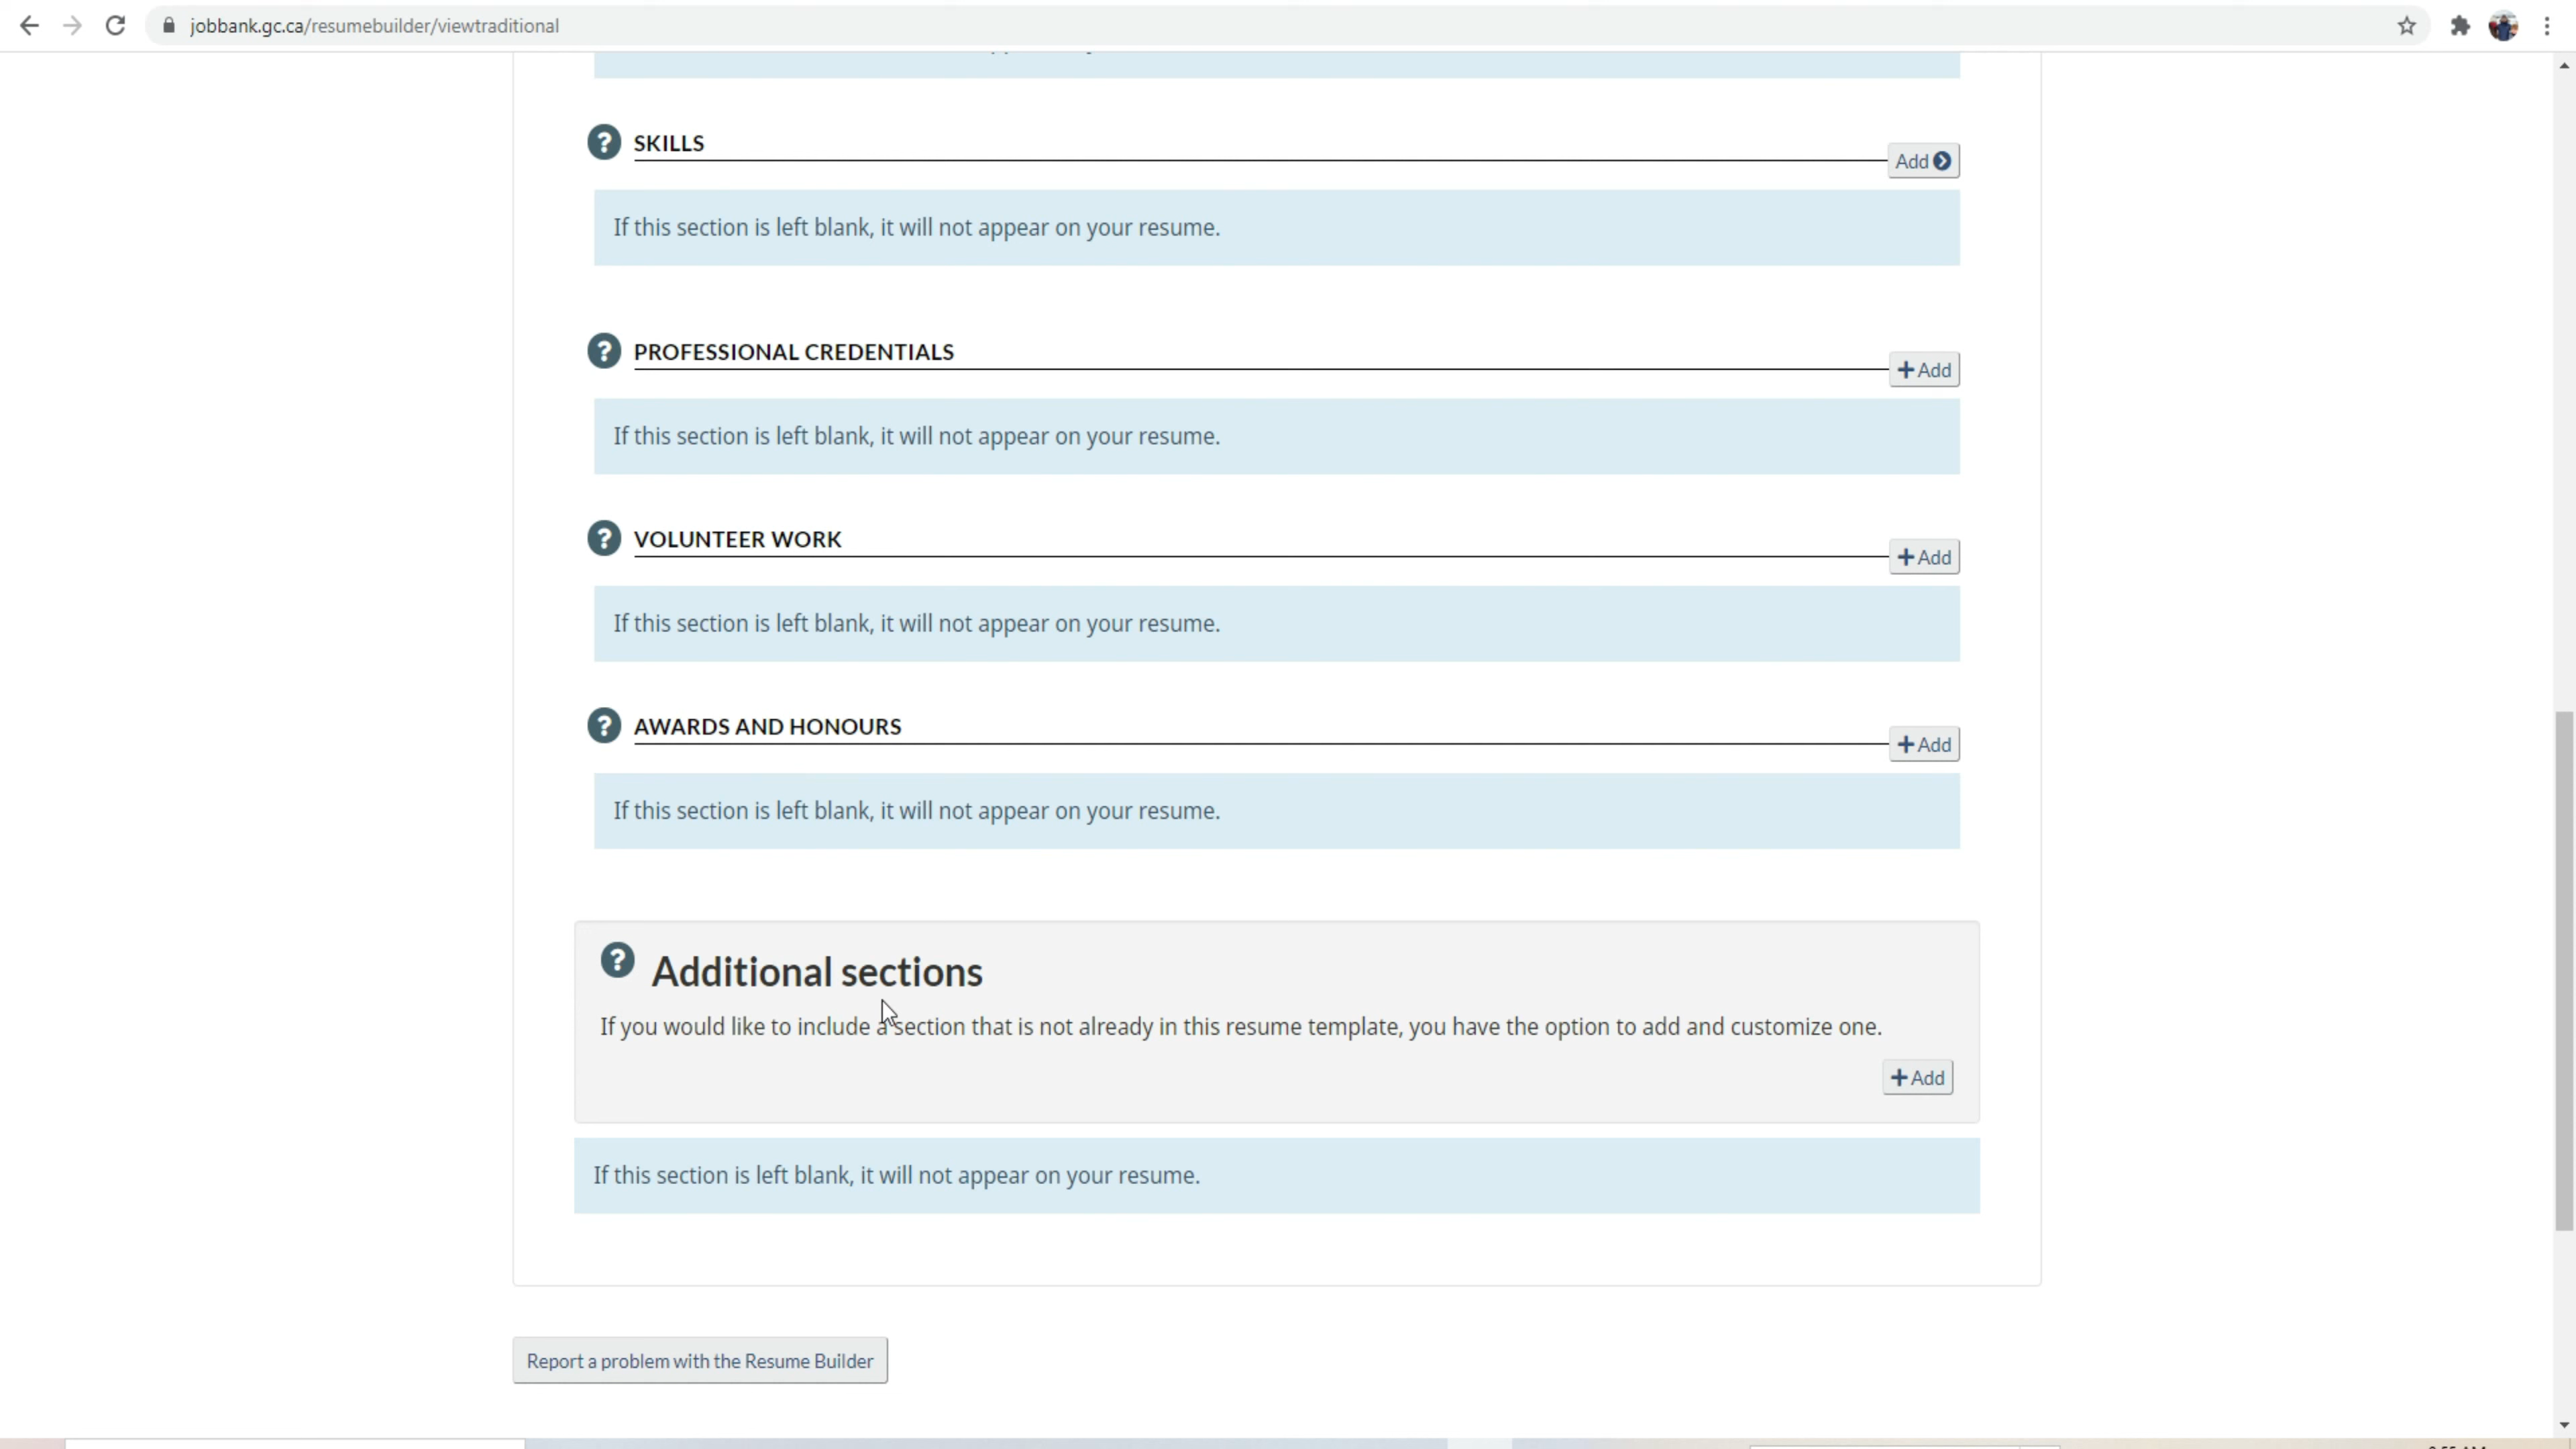 jobbank.gc.ca/resumebuilder/viewtraditional
SKILLS
Add
If this section is left blank, it will not appear on your resume.
PROFESSIONAL CREDENTIALS
Add
If this section is left blank, it will not appear on your resume.
VOLUNTEER WORK
Add
If this section is left blank, it will not appear on your resume.
AWARDS AND HONOURS
Add
If this section is left blank, it will not appear on your resume.
Additional sections
If you would like to include a section that is not already in this resume template, you have the option to add and customize one.
Add
If this section is left blank, it will not appear on your resume.
Report a problem with the Resume Builder